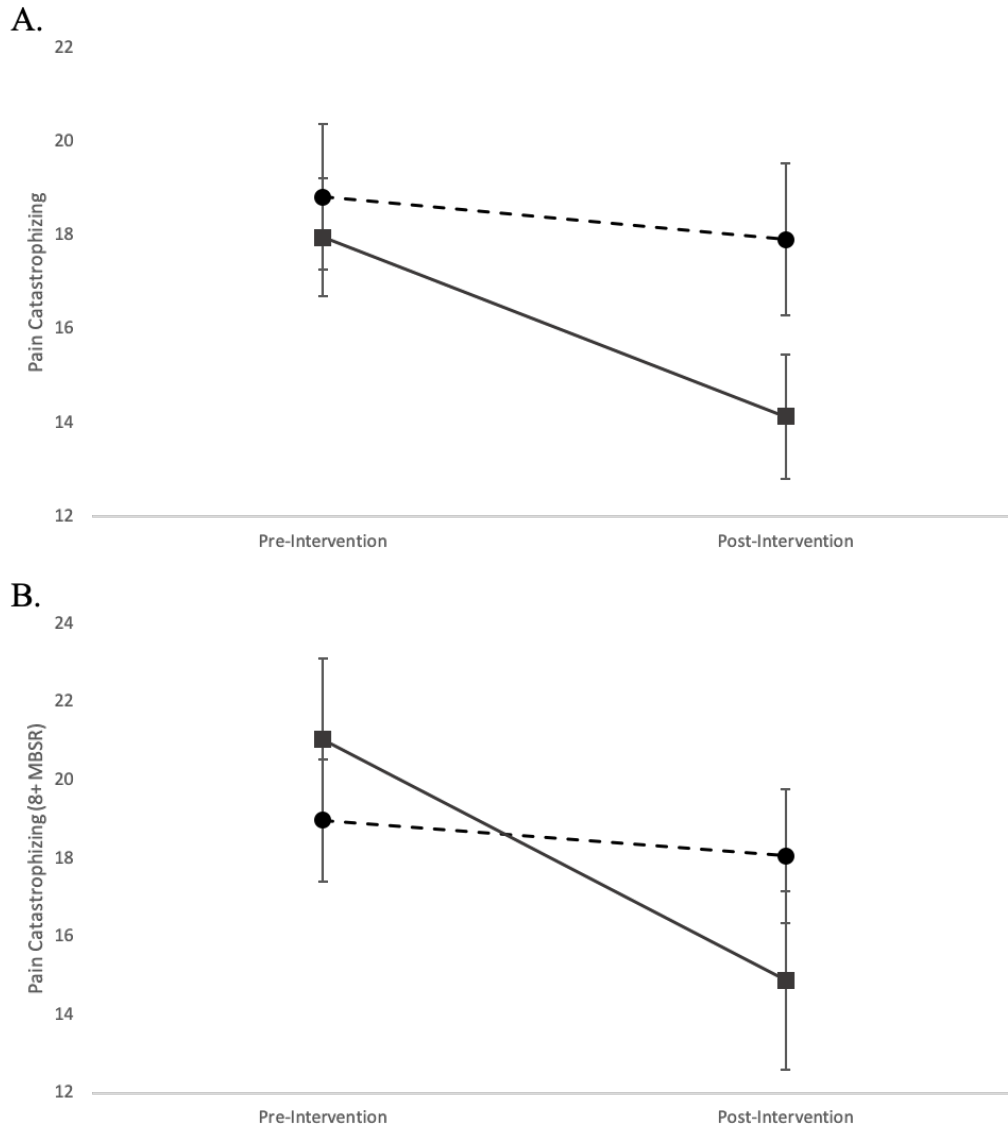 A.
22
20
18
16
14
12
Pain Catastrophizing
Pre-Intervention
Post-Intervention
B.
24
22
20
18
16
14
12
Pain Catastrophizing (8+ MBSR)
Pre-Intervention
Post-Intervention